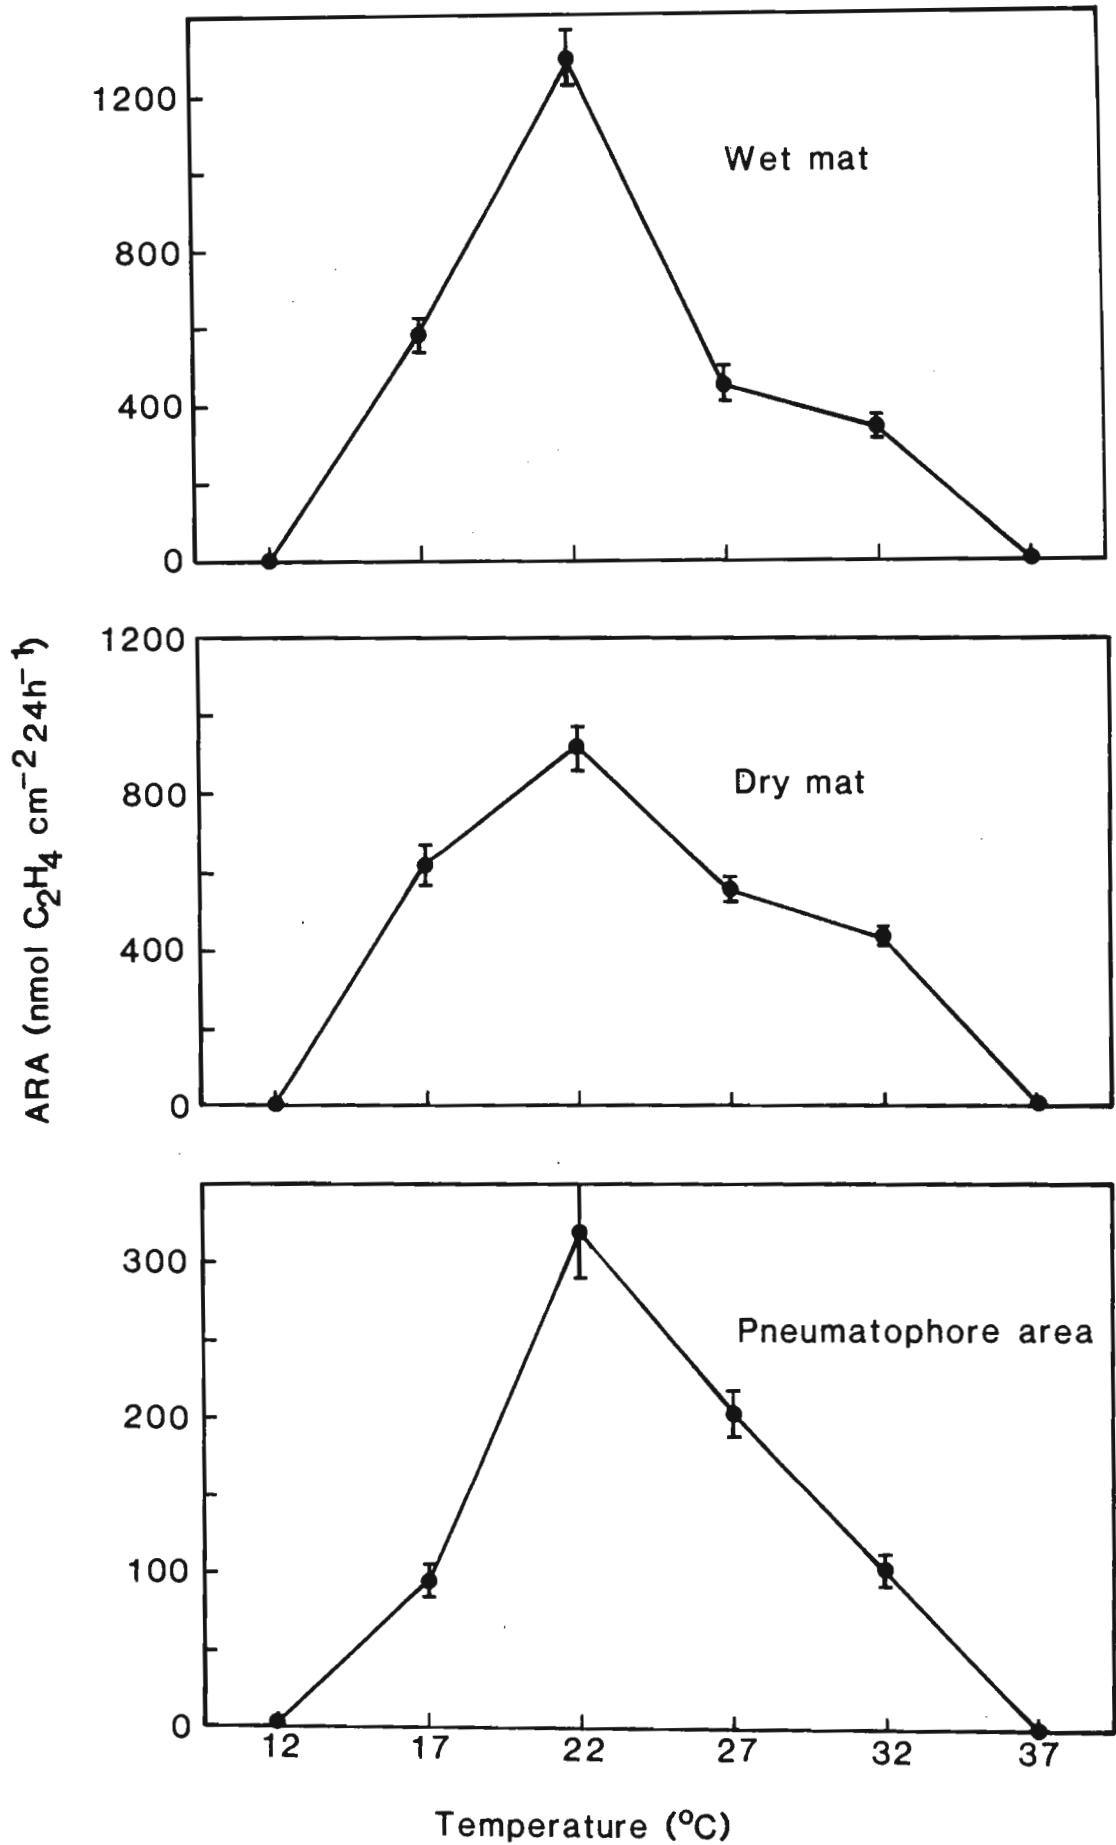 1200
800
400
0
Wet mat
1200
800
400
0
Dry mat
ARA (nmol C₂H₄ cm⁻² 24h⁻¹)
300
200
100
0
Pneumatophore area
12 17 22 27 32 37
Temperature (°C)